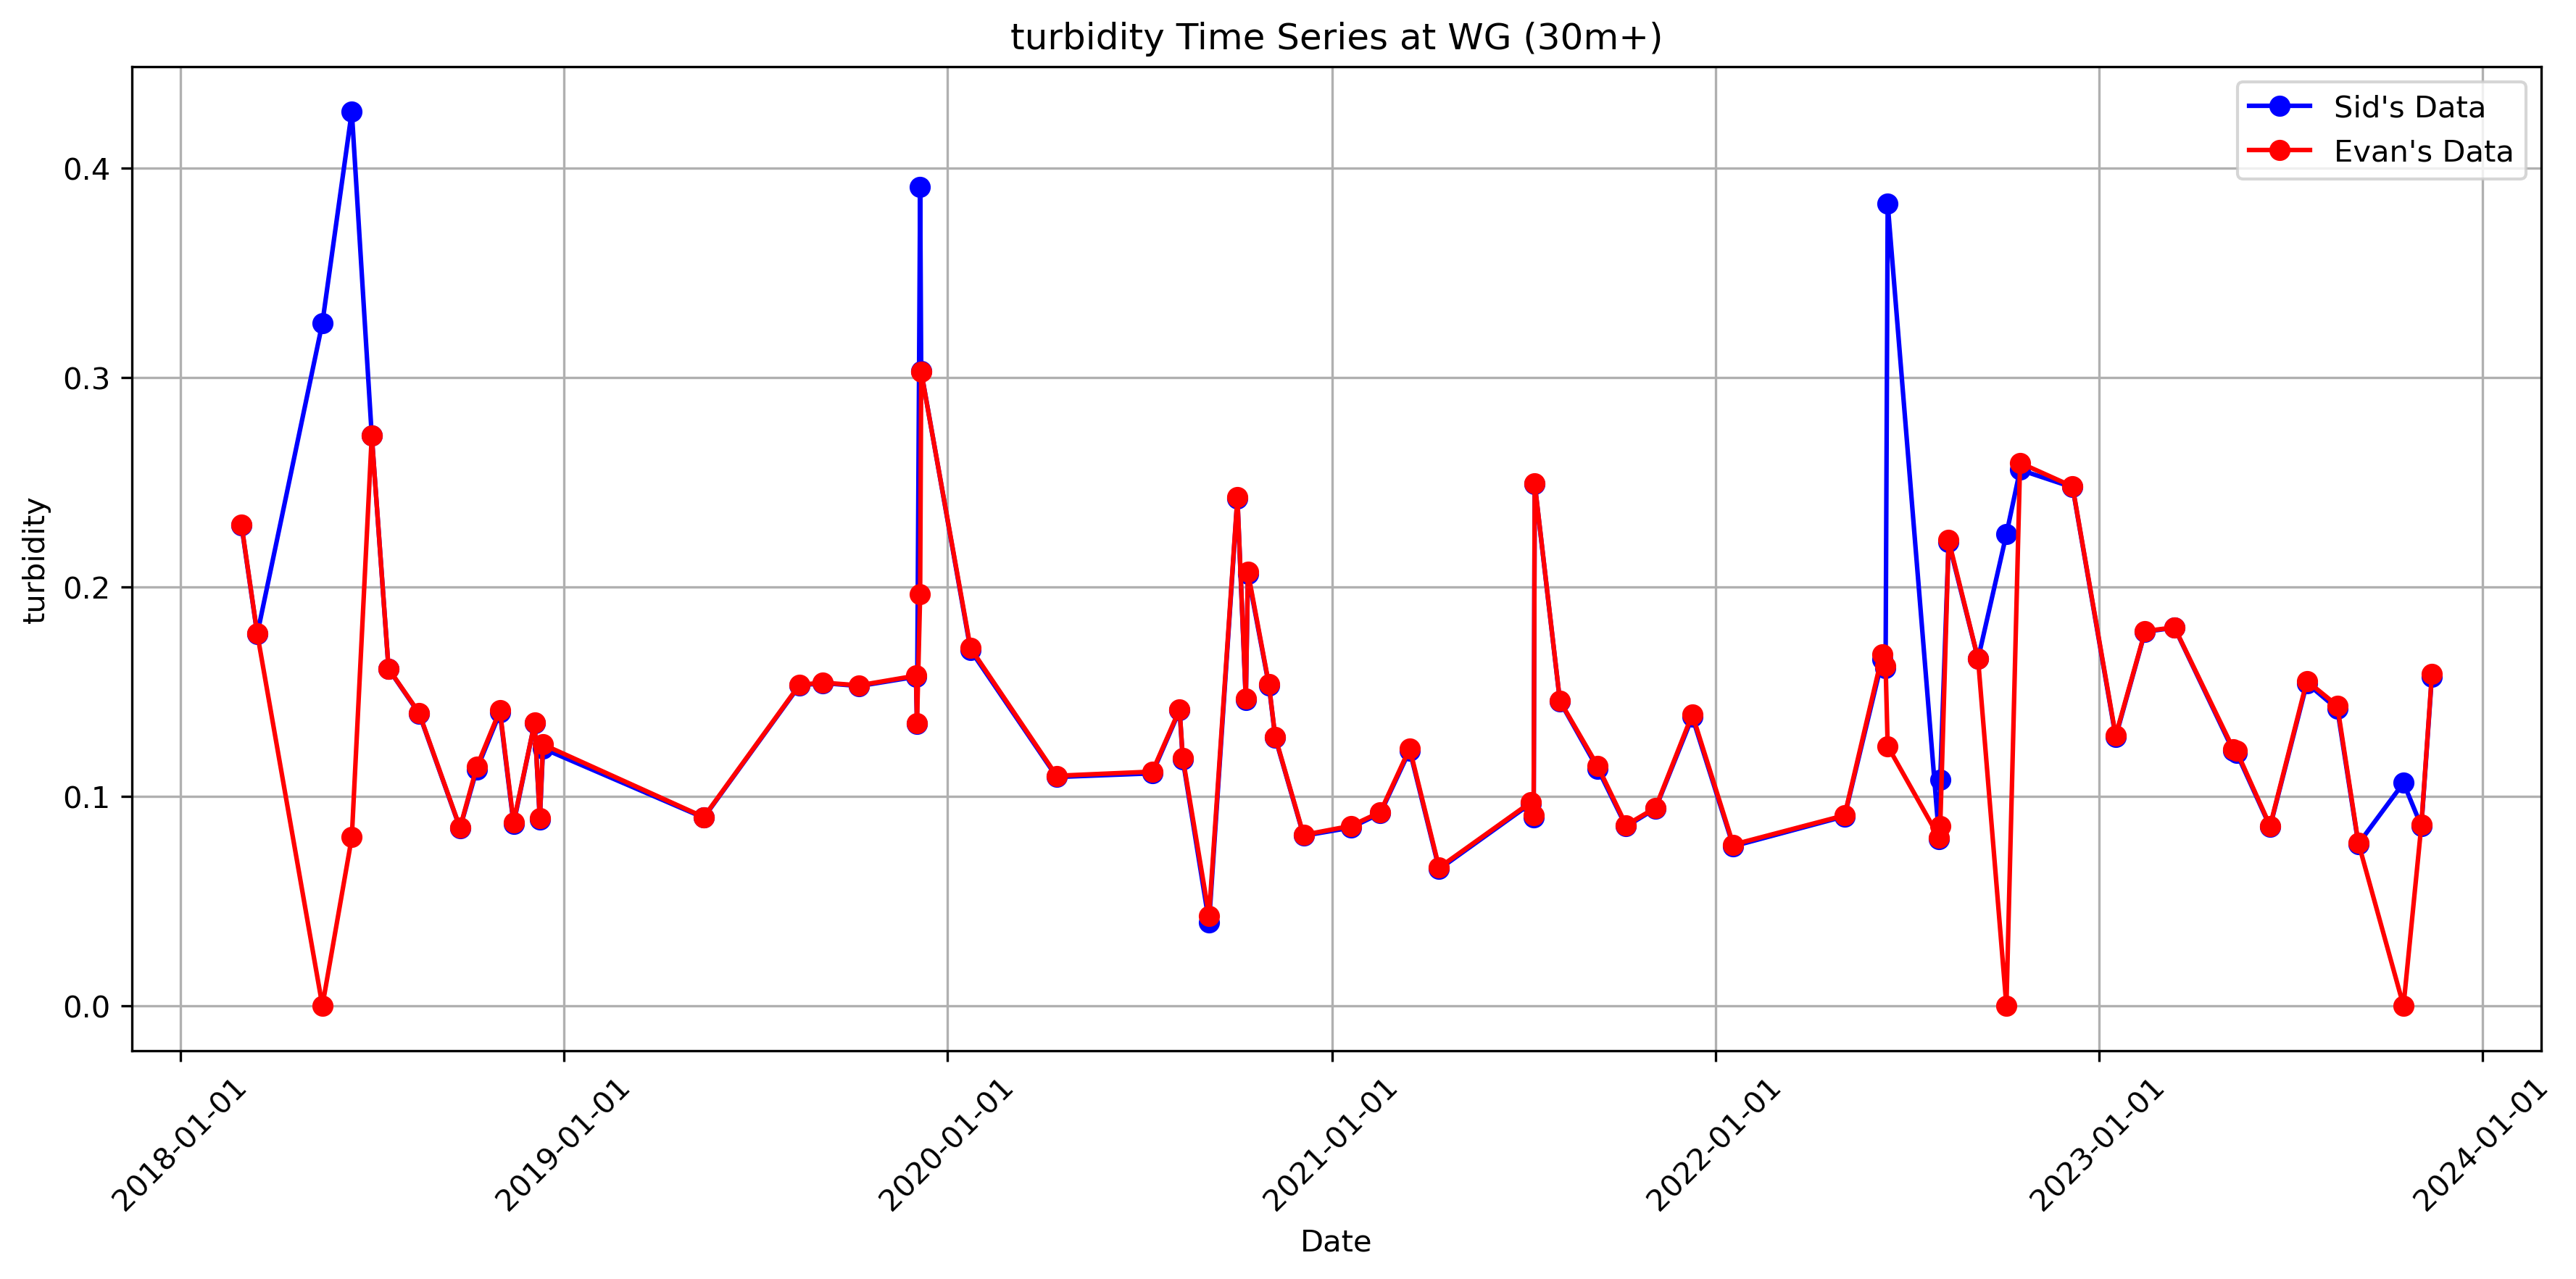 turbidity Time Series at WG (30m+)
Sid's Data
Evan's Data
turbidity
0.4
0.3
0.2
0.1
0.0
2018-01-01
2019-01-01
2020-01-01
2021-01-01
2022-01-01
2023-01-01
2024-01-01
Date